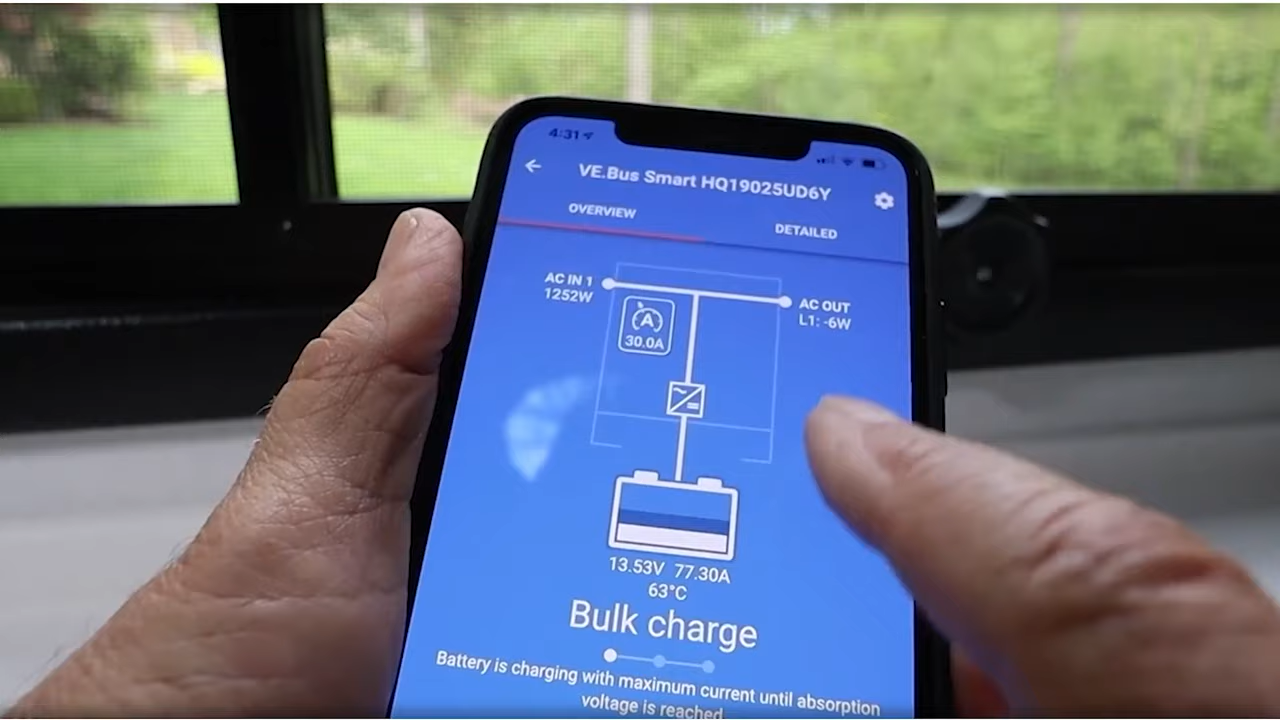 4:31
VE.Bus Smart HQ19025UD6Y
OVERVIEW
DETAILED
AC IN 1
1252W
A
30.0A
AC OUT
L1: -6W
13.53V 77.30A
63°C
Bulk charge
Battery is charging with maximum current until absorption
voltage is reached